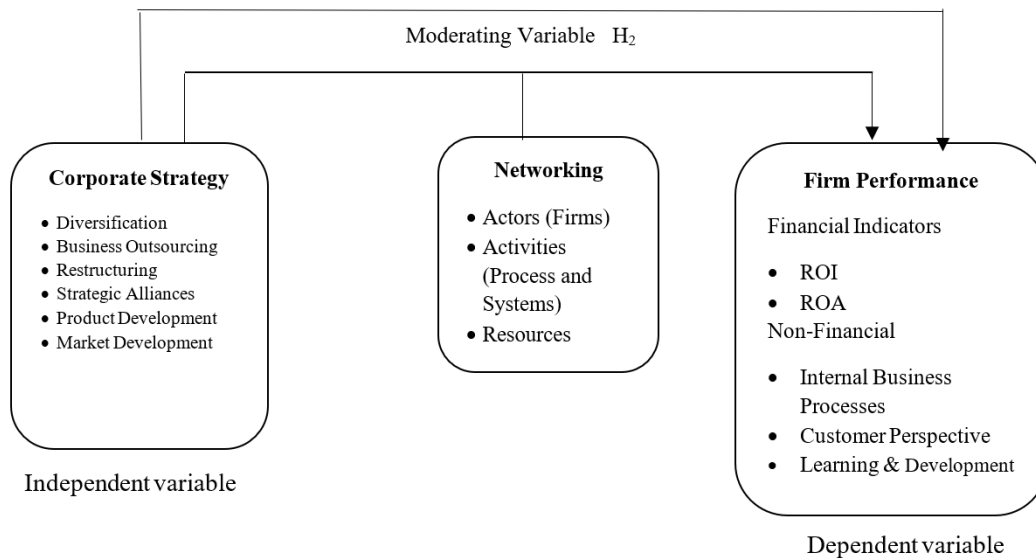 Moderating Variable H₂
Corporate Strategy
• Diversification
• Business Outsourcing
• Restructuring
• Strategic Alliances
• Product Development
• Market Development
Independent variable
Networking
• Actors (Firms)
• Activities
(Process and
Systems)
• Resources
Firm Performance
Financial Indicators
• ROI
• ROA
Non-Financial
• Internal Business
Processes
• Customer Perspective
• Learning & Development
Dependent variable